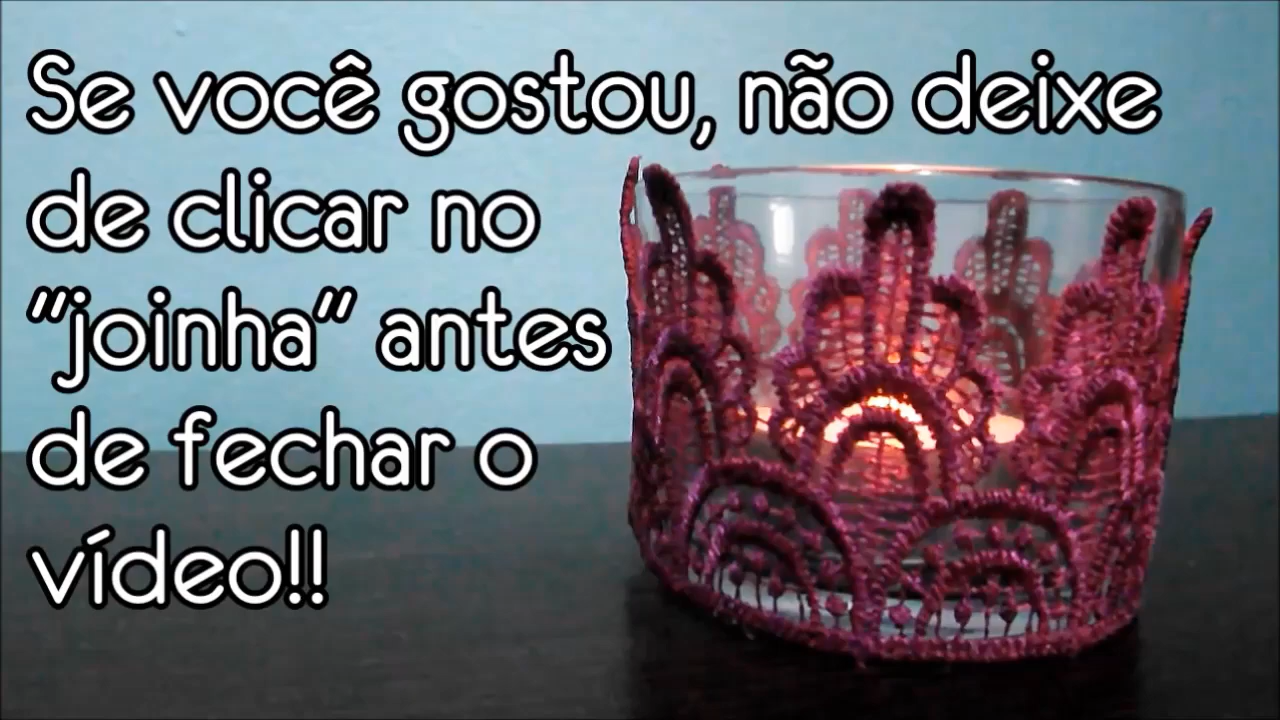 Se você gostou, não deixe
de clicar no
"joinha" antes
de fechar o
vídeo!!